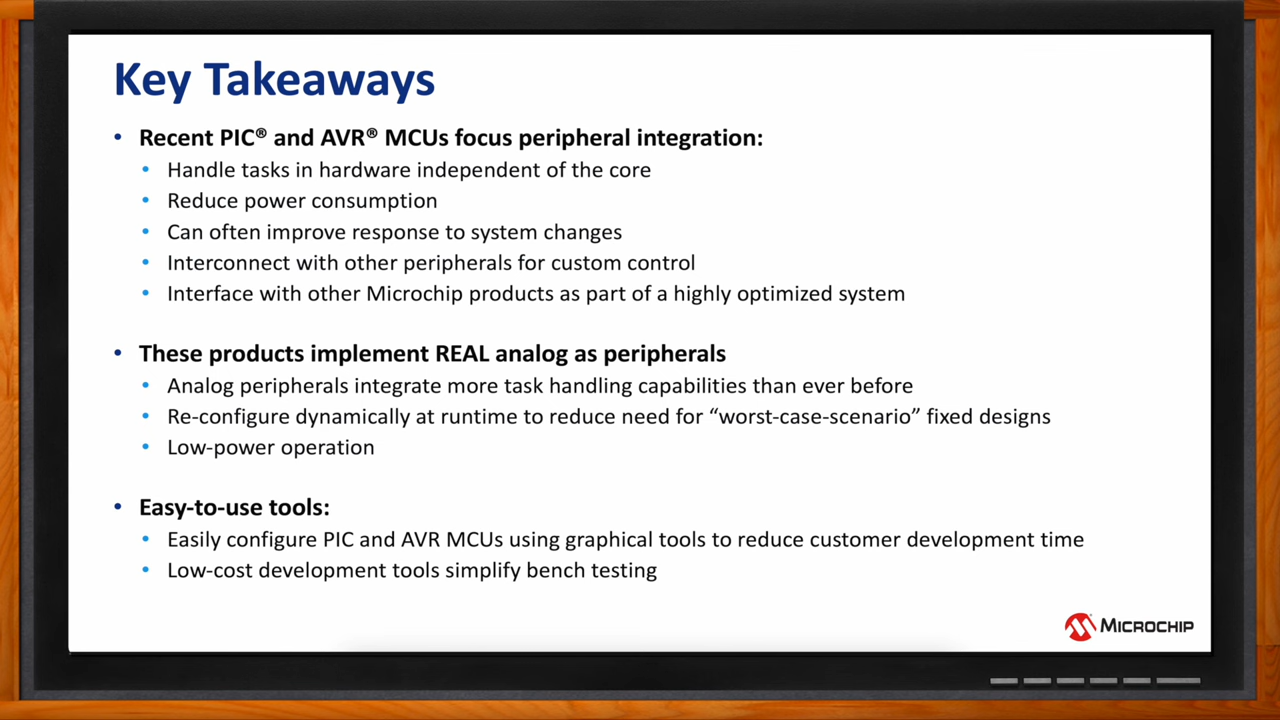 Key Takeaways
• Recent PIC® and AVR® MCUs focus peripheral integration:
• Handle tasks in hardware independent of the core
• Reduce power consumption
• Can often improve response to system changes
• Interconnect with other peripherals for custom control
• Interface with other Microchip products as part of a highly optimized system
• These products implement REAL analog as peripherals
• Analog peripherals integrate more task handling capabilities than ever before
• Re-configure dynamically at runtime to reduce need for “worst-case-scenario” fixed designs
• Low-power operation
• Easy-to-use tools:
• Easily configure PIC and AVR MCUs using graphical tools to reduce customer development time
• Low-cost development tools simplify bench testing
MICROCHIP